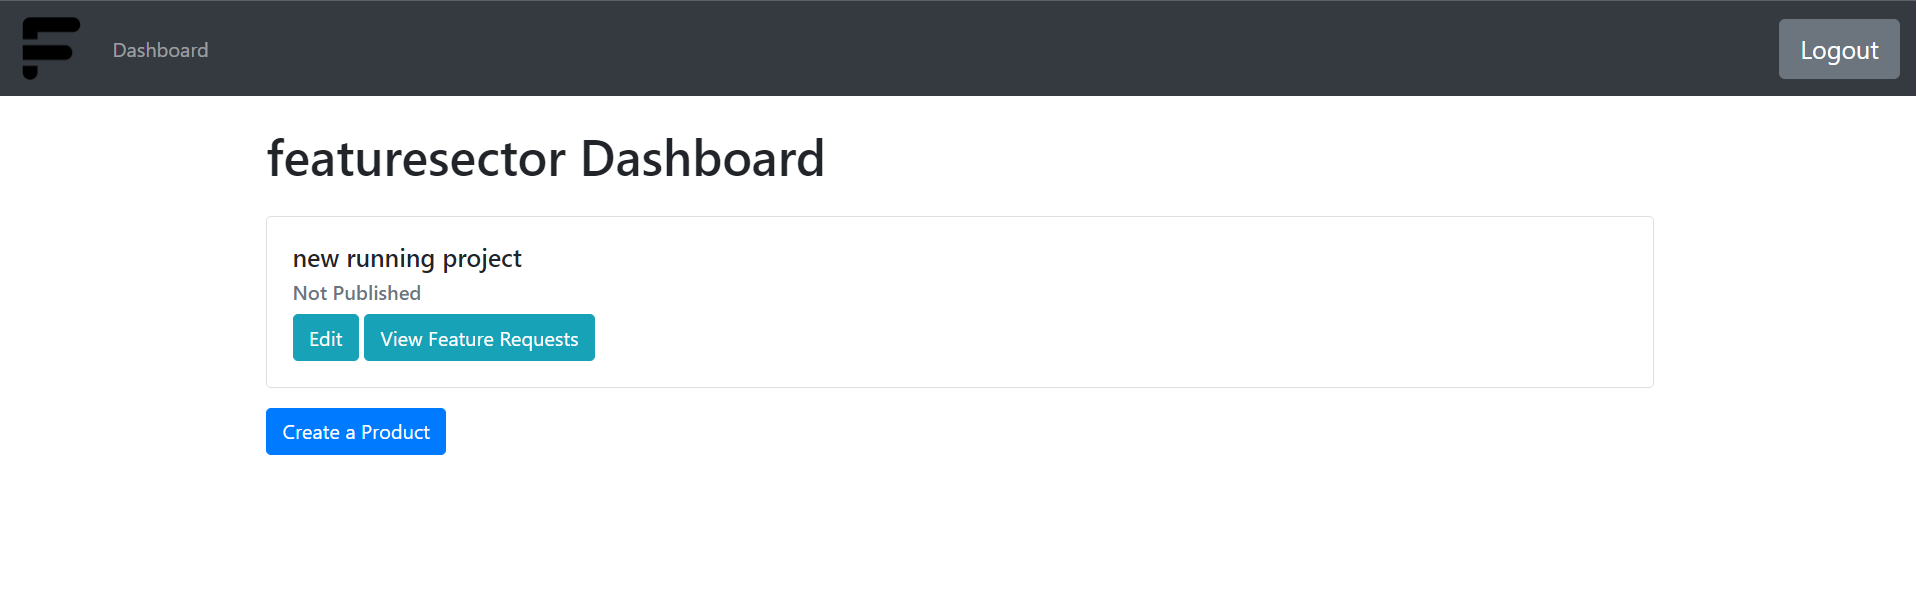 Dashboard
Logout
featuresector Dashboard
new running project
Not Published
Edit
View Feature Requests
Create a Product